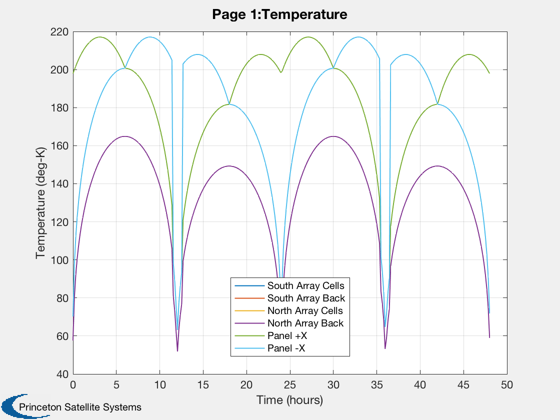 Page 1:Temperature
220
200
180
160
140
120
100
80
60
40
Temperature (deg-K)
South Array Cells
South Array Back
North Array Cells
North Array Back
Panel +X
Panel -X
0 5 10 15 20 25 30 35 40 45 50
Time (hours)
Princeton Satellite Systems